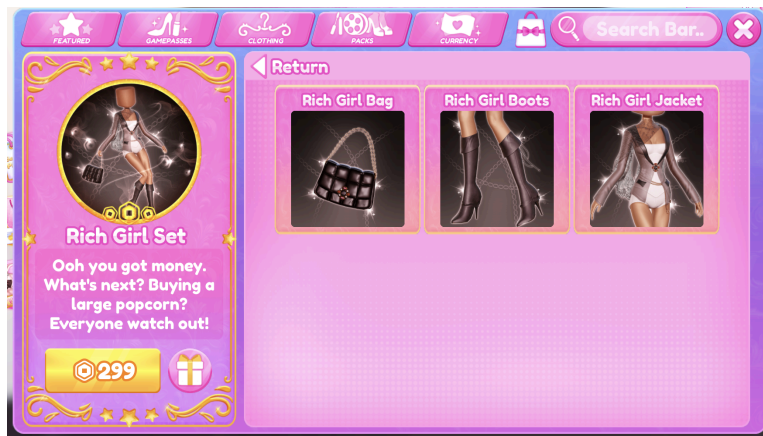 FEATURED
GAMEPASSES
CLOTHING
PACKS
CURRENCY
Search Bar..
Return
Rich Girl Bag
Rich Girl Boots
Rich Girl Jacket
Rich Girl Set
Ooh you got money.
What's next? Buying a
large popcorn?
Everyone watch out!
299